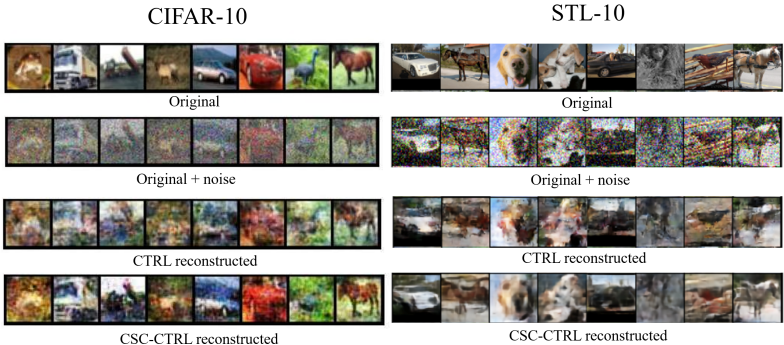 CIFAR-10
Original
Original + noise
CTRL reconstructed
CSC-CTRL reconstructed
STL-10
Original
Original + noise
CTRL reconstructed
CSC-CTRL reconstructed